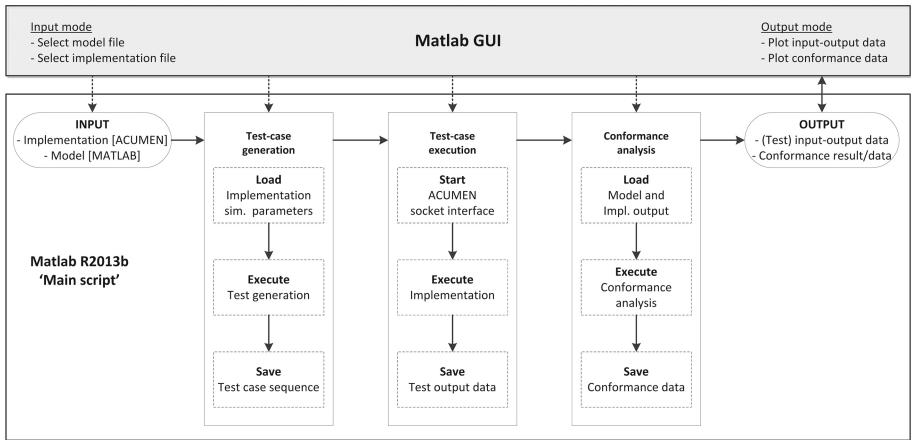 Input mode
- Select model file
- Select implementation file
Matlab GUI
Output mode
- Plot input-output data
- Plot conformance data
INPUT
- Implementation [ACUMEN]
- Model [MATLAB]
Test-case
generation
Load
Implementation
sim. parameters
Execute
Test generation
Save
Test case sequence
Test-case
execution
Start
ACUMEN
socket interface
Execute
Implementation
Save
Test output data
Conformance
analysis
Load
Model and
Impl. output
Execute
Conformance
analysis
Save
Conformance data
OUTPUT
- (Test) input-output data
- Conformance result/data
Matlab R2013b
‘Main script’